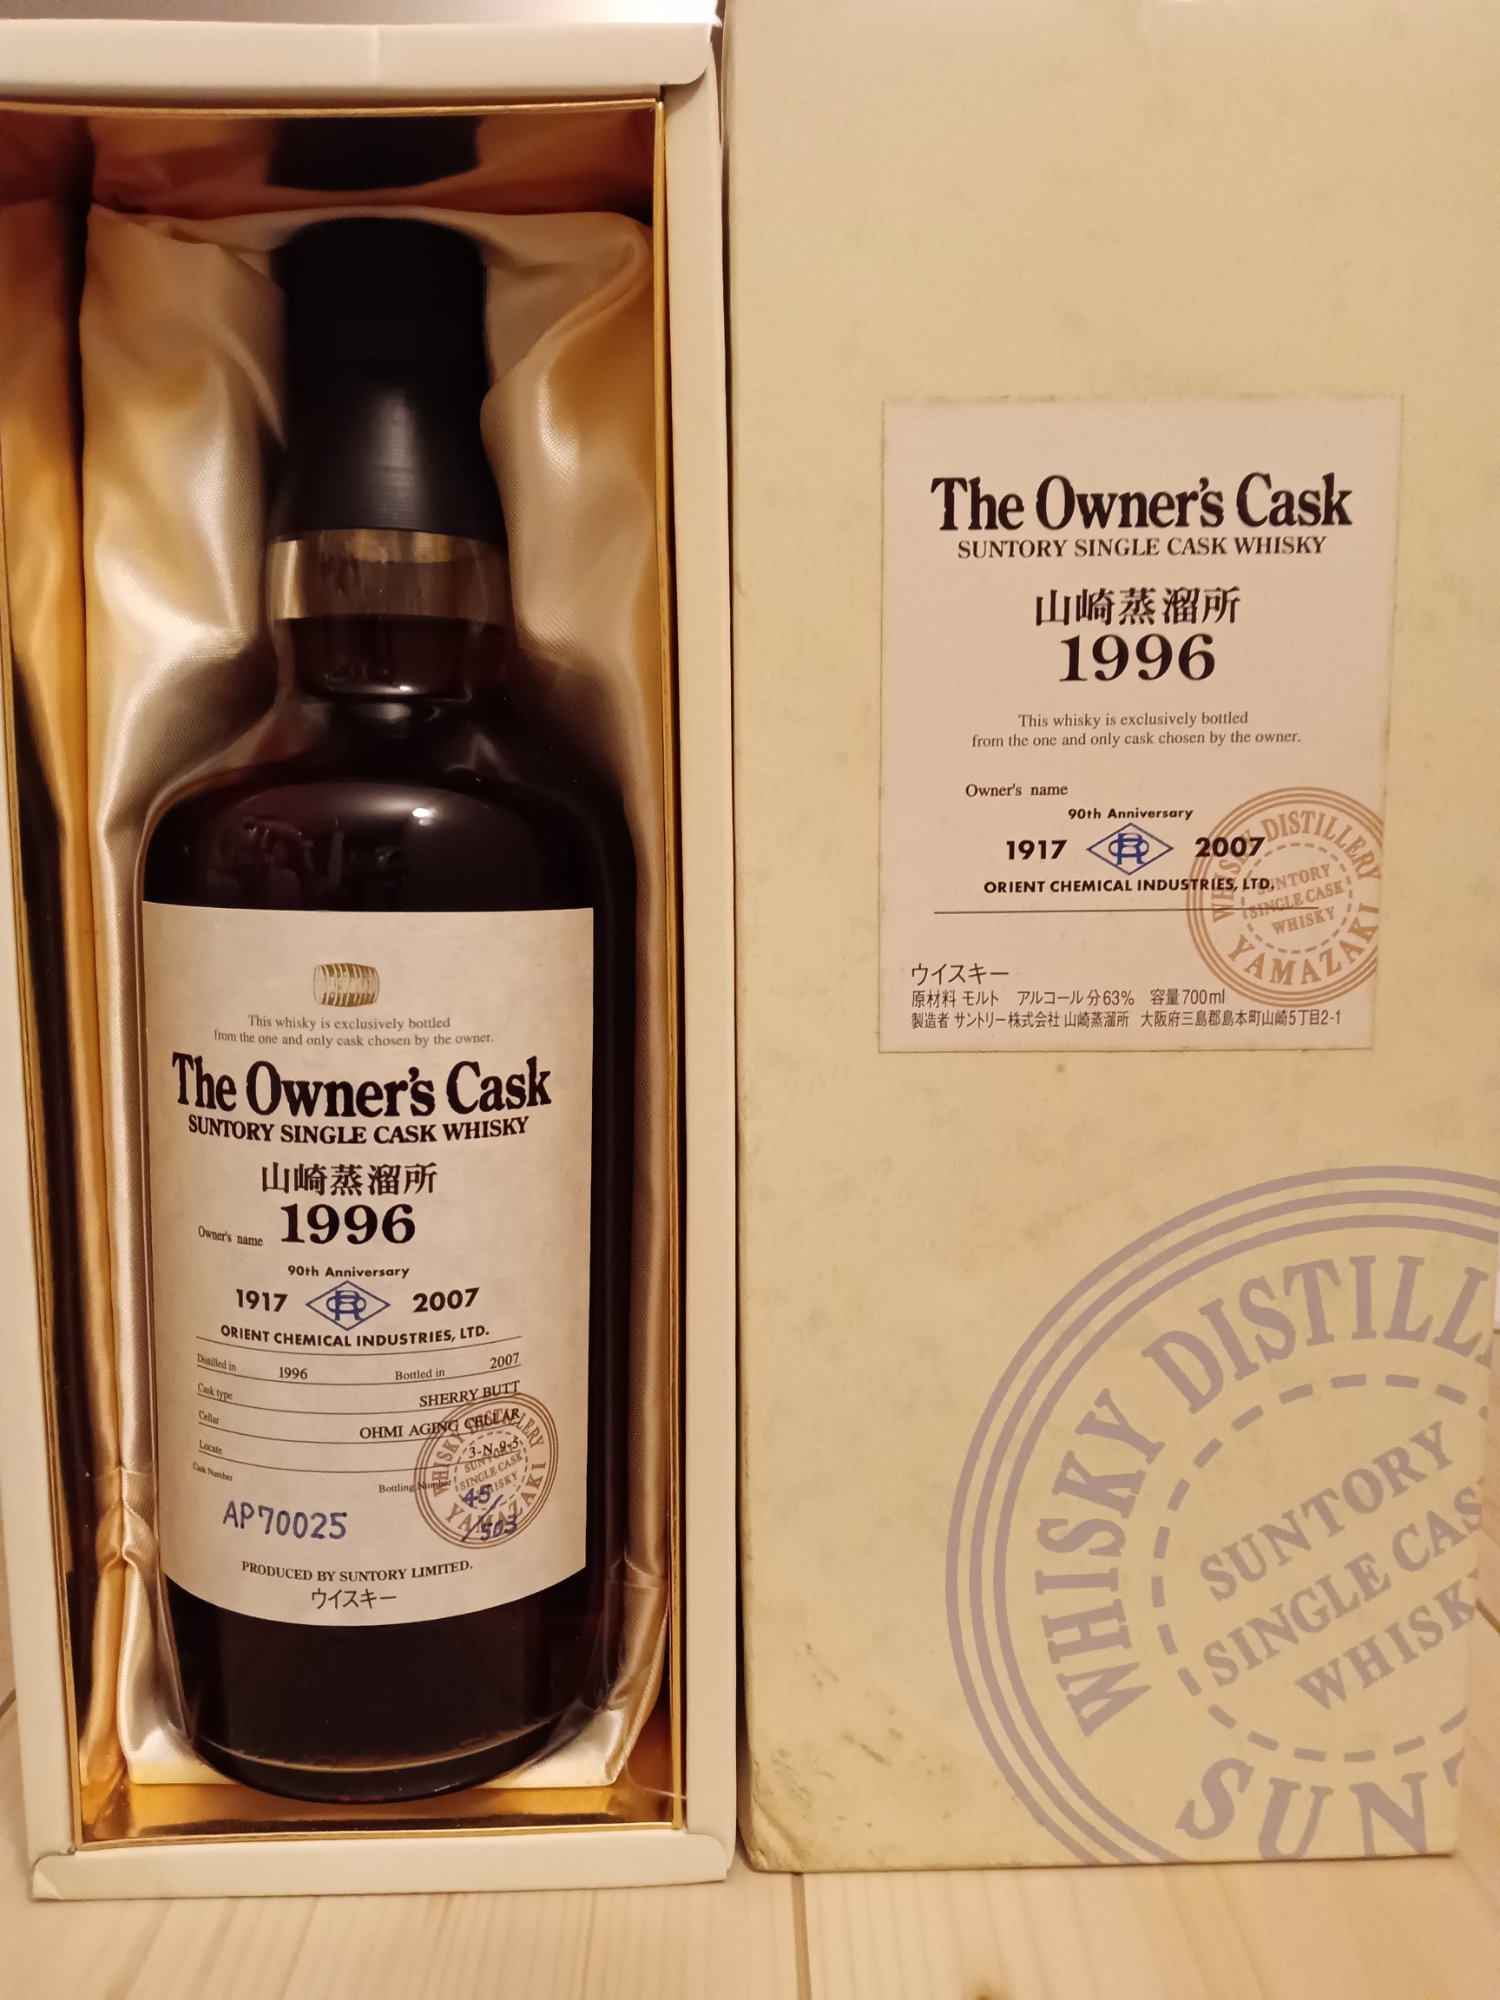 This whisky is exclusively bottled
from the one and only cask chosen by the owner.
The Owner's Cask
SUNTORY SINGLE CASK WHISKY
山崎蒸溜所
Owner's name 1996
90th Anniversary
1917 2007
ORIENT CHEMICAL INDUSTRIES, LTD.
Distilled in 1996 Bottled in 2007
Cask type SHERRY BUTT
Cellar OHMI AGING CELLAR
Locate 3-N-9-5
Cask Number Bottling Number 45/503
AP70025
WHISKY DISTILLERY
SUNTORY
SINGLE CASK
WHISKY
YAMAZAKI
PRODUCED BY SUNTORY LIMITED.
ウイスキー
The Owner's Cask
SUNTORY SINGLE CASK WHISKY
山崎蒸溜所
1996
This whisky is exclusively bottled
from the one and only cask chosen by the owner.
Owner's name
90th Anniversary
1917 2007
ORIENT CHEMICAL INDUSTRIES, LTD.
WHISKY DISTILLERY
SUNTORY
SINGLE CASK
WHISKY
YAMAZAKI
ウイスキー
原材料 モルト アルコール分63% 容量700ml
製造者 サントリー株式会社 山崎蒸溜所 大阪府三島郡島本町山崎5丁目2-1
WHISKY DISTILL
SUNTORY
SINGLE CAS
WHISK
SUNT